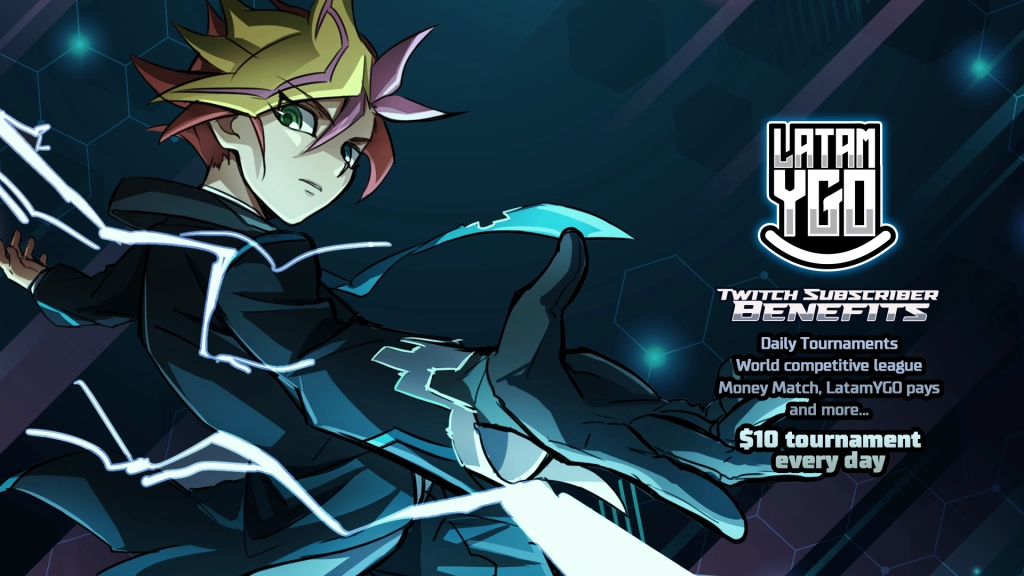 LATAM
YGO
TWITCH SUBSCRIBER
BENEFITS
Daily Tournaments
World competitive league
Money Match, LatamYGO pays
and more...
$10 tournament
every day